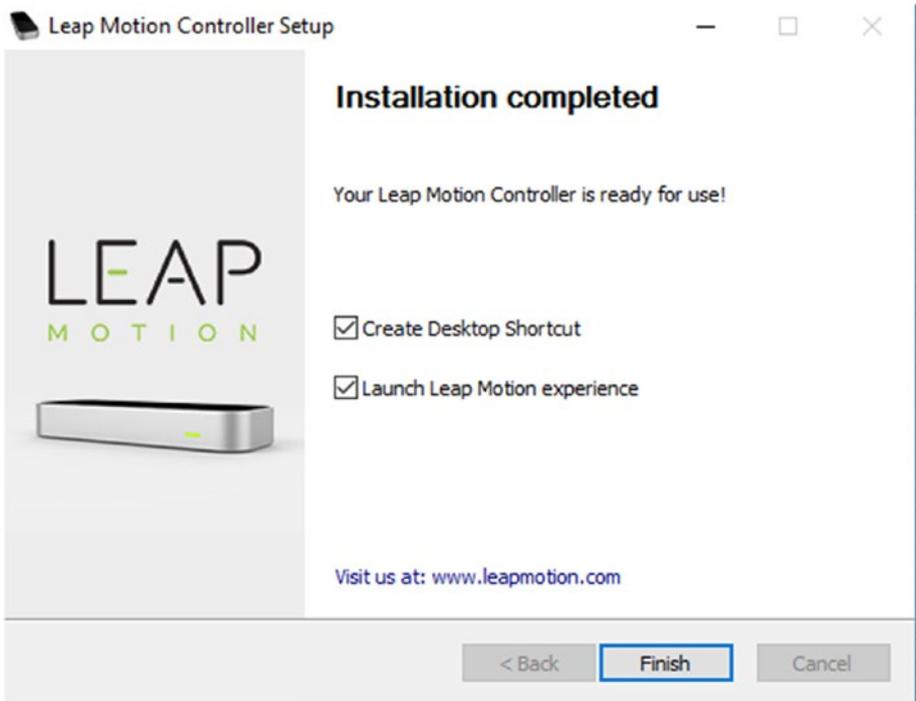 Leap Motion Controller Setup
Installation completed
Your Leap Motion Controller is ready for use!
LEAP
MOTION
Create Desktop Shortcut
Launch Leap Motion experience
Visit us at: www.leapmotion.com
< Back
Finish
Cancel